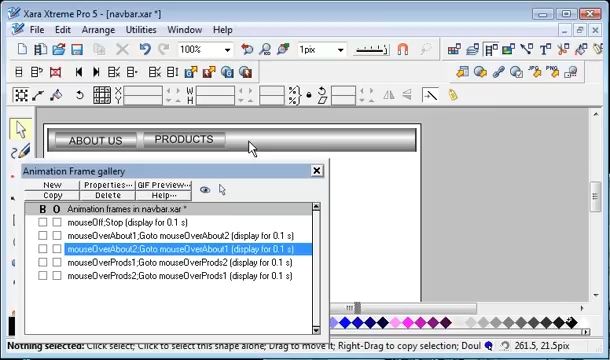 Xara Xtreme Pro 5 - [navbar.xar *]
File Edit Arrange Utilities Window Help
100% 1pix
X Y W H %
ABOUT US PRODUCTS
Animation Frame gallery
New Properties... GIF Preview...
Copy Delete Help...
B O Animation frames in navbar.xar *
mouseOff;Stop (display for 0.1 s)
mouseOverAbout1;Goto mouseOverAbout2 (display for 0.1 s)
mouseOverAbout2;Goto mouseOverAbout1 (display for 0.1 s)
mouseOverProds1;Goto mouseOverProds2 (display for 0.1 s)
mouseOverProds2;Goto mouseOverProds1 (display for 0.1 s)
Nothing selected: Click select; Click to select this shape alone; Drag to move it; Right-Drag to copy selection; Doul 261.5, 21.5pix